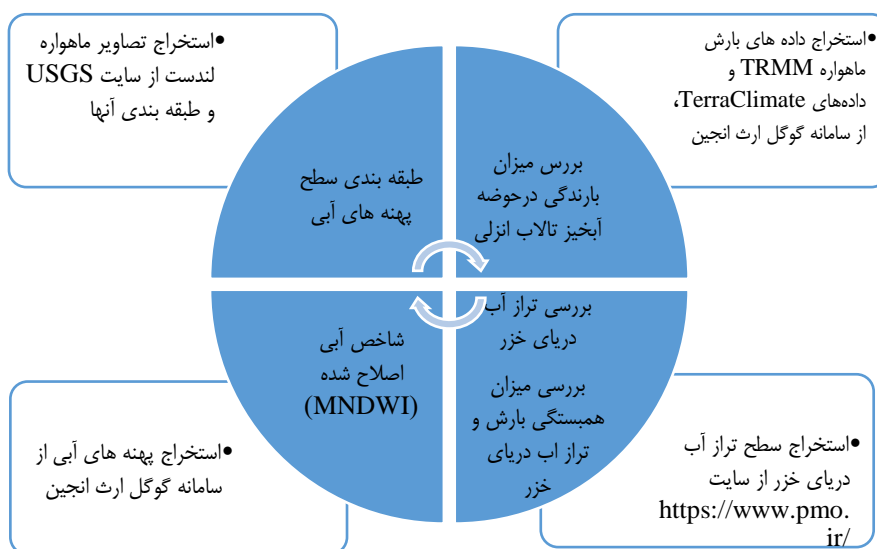 •استخراج داده های بارش
ماهواره TRMM و
داده‌های TerraClimate،
از سامانه گوگل ارث انجین
•استخراج تصاویر ماهواره
لندست از سایت USGS
و طبقه بندی آنها
بررس میزان
بارندگی درحوضه
آبخیز تالاب انزلی
طبقه بندی سطح
پهنه های آبی
بررسی تراز آب
دریای خزر
بررسی میزان
همبستگی بارش و
تراز اب دریای
خزر
شاخص آبی
اصلاح شده
(MNDWI)
•استخراج سطح تراز آب
دریای خزر از سایت
https://www.pmo.
ir/
•استخراج پهنه های آبی از
سامانه گوگل ارث انجین